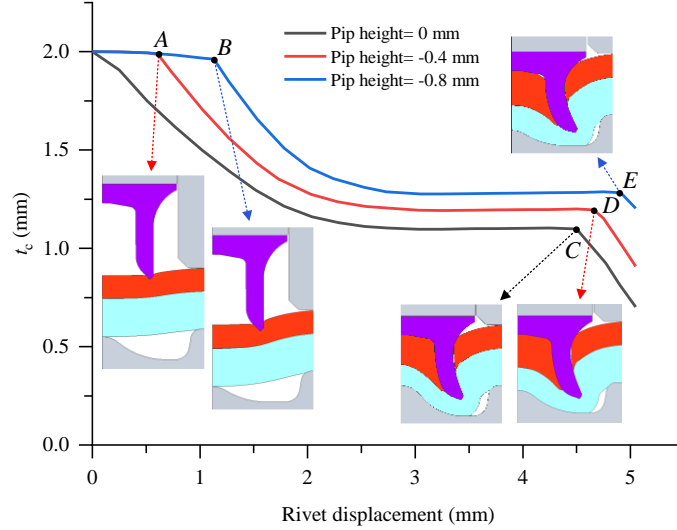 Pip height= 0 mm
Pip height= -0.4 mm
Pip height= -0.8 mm
A
B
C
D
E
2.0
1.5
1.0
0.5
0.0
t_c (mm)
0
1
2
3
4
5
Rivet displacement (mm)